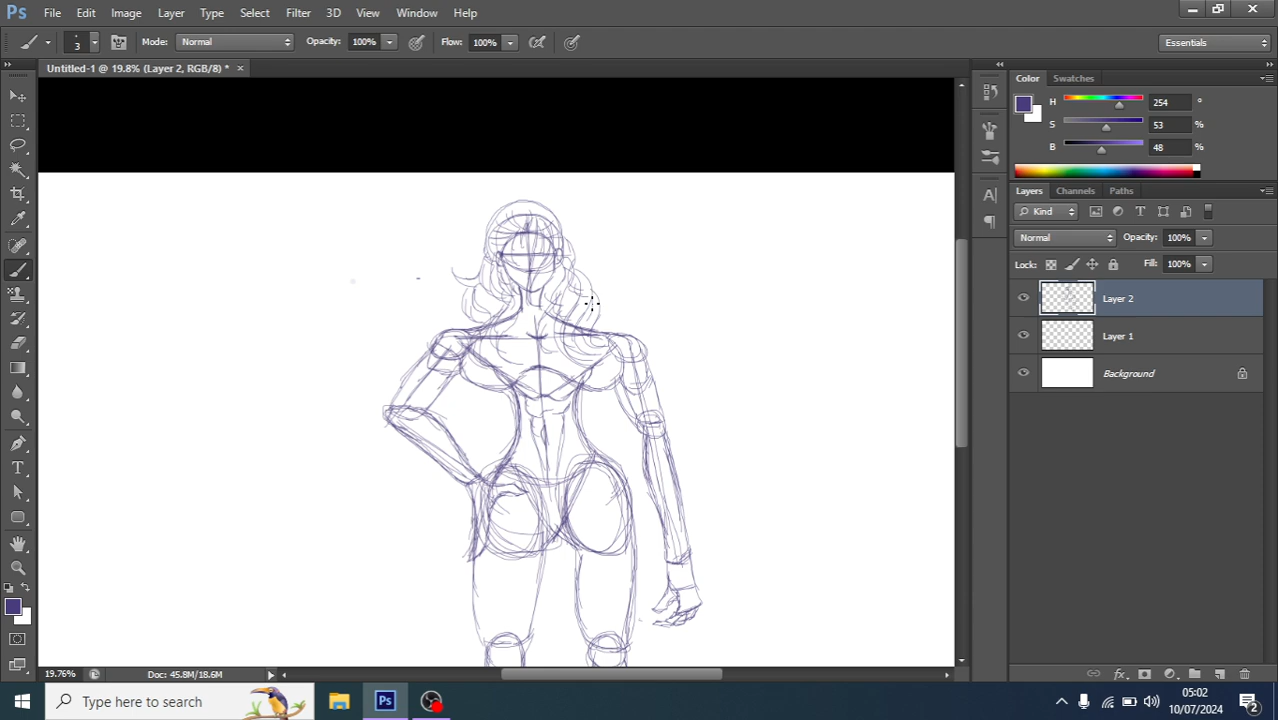 Ps File Edit Image Layer Type Select Filter 3D View Window Help
3 Mode: Normal Opacity: 100% Flow: 100% Essentials
Untitled-1 @ 19.8% (Layer 2, RGB/8) *
Color Swatches
H 254 °
S 53 %
B 48 %
Layers Channels Paths
Kind
Normal Opacity: 100%
Lock: Fill: 100%
Layer 2
Layer 1
Background
19.76% Doc: 45.8M/18.6M
Type here to search
Ps
05:02
10/07/2024
2